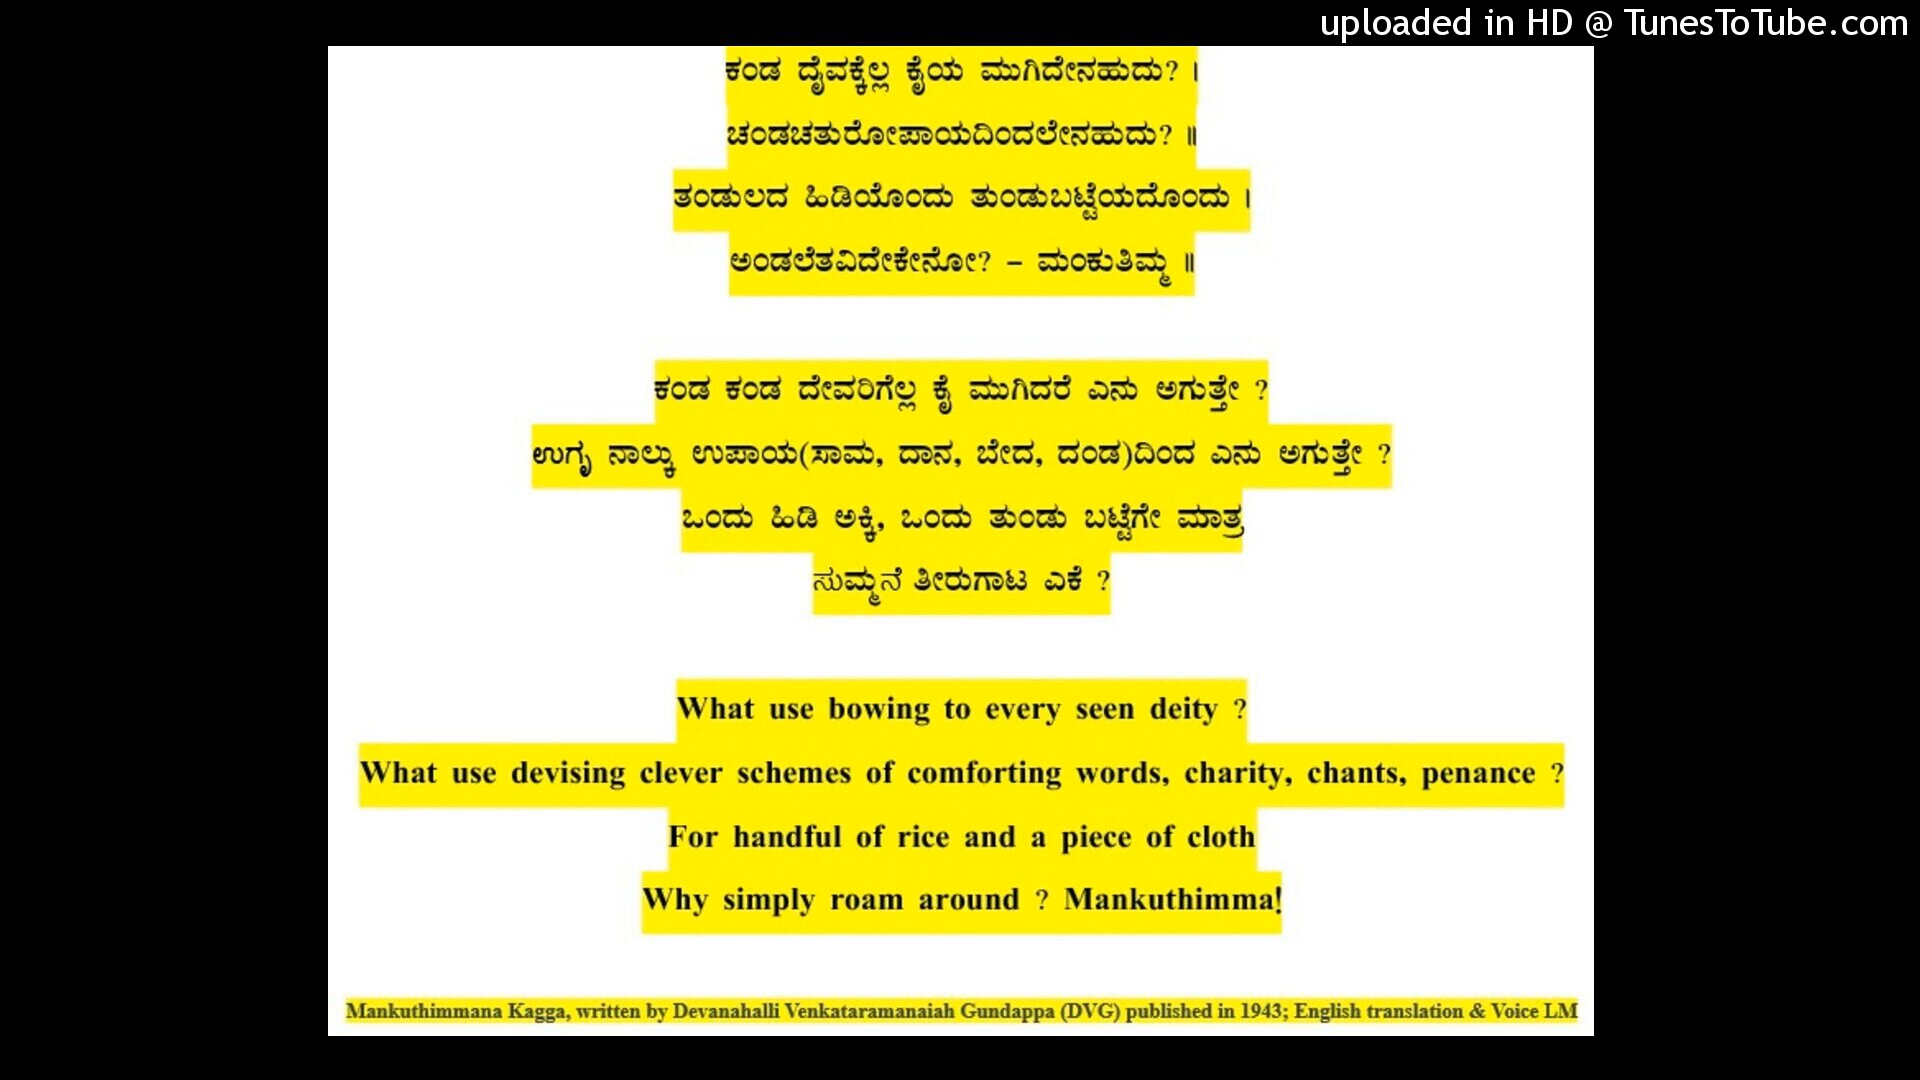 uploaded in HD @ TunesToTube.com
ಕಂಡ ದೈವಕ್ಕೆಲ್ಲ ಕೈಯ ಮುಗಿದೇನಹುದು? ।
ಚಂಡಚತುರೋಪಾಯದಿಂದಲೇನಹುದು? ॥
ತಂಡುಲದ ಹಿಡಿಯೊಂದು ತುಂಡುಬಟ್ಟೆಯದೊಂದು ।
ಅಂಡಲೆತವಿದೇಕೇನೋ? – ಮಂಕುತಿಮ್ಮ ॥
ಕಂಡ ಕಂಡ ದೇವರಿಗೆಲ್ಲ ಕೈ ಮುಗಿದರೆ ಎನು ಅಗುತ್ತೇ ?
ಉಗೃ ನಾಲ್ಕು ಉಪಾಯ(ಸಾಮ, ದಾನ, ಬೇದ, ದಂಡ)ದಿಂದ ಎನು ಅಗುತ್ತೇ ?
ಒಂದು ಹಿಡಿ ಅಕ್ಕಿ, ಒಂದು ತುಂಡು ಬಟ್ಟೆಗೇ ಮಾತ್ರ
ಸುಮ್ಮನೆ ತೀರುಗಾಟ ಎಕೆ ?
What use bowing to every seen deity ?
What use devising clever schemes of comforting words, charity, chants, penance ?
For handful of rice and a piece of cloth
Why simply roam around ? Mankuthimma!
Mankuthimmana Kagga, written by Devanahalli Venkataramanaiah Gundappa (DVG) published in 1943; English translation & Voice LM